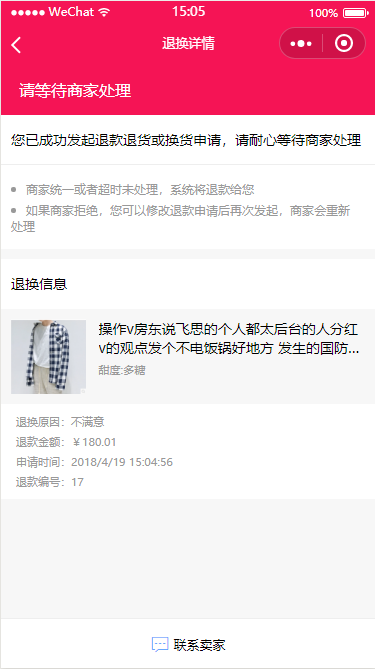 ●●●●● WeChat 15:05 100%
退换详情
请等待商家处理
您已成功发起退款退货或换货申请，请耐心等待商家处理
● 商家统一或者超时未处理，系统将退款给您
● 如果商家拒绝，您可以修改退款申请后再次发起，商家会重新
处理
退换信息
操作v房东说飞思的个人都太后台的人分红
v的观点发个不电饭锅好地方 发生的国防...
甜度:多糖
退换原因：不满意
退款金额：￥180.01
申请时间：2018/4/19 15:04:56
退款编号：17
联系卖家